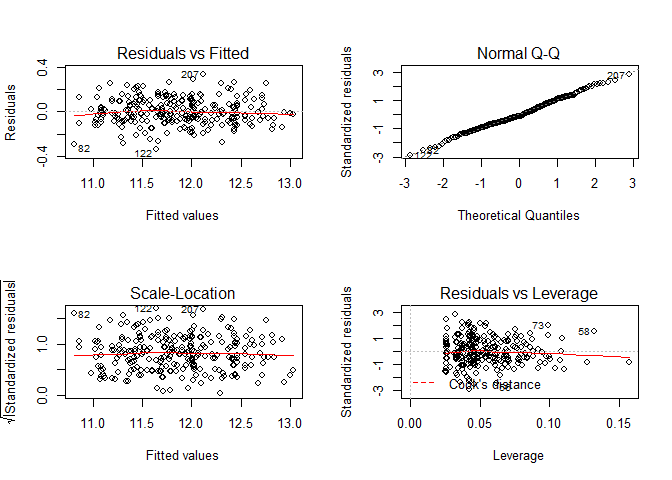 Residuals vs Fitted
Residuals
0.4
0.0
-0.4
207
82
122
11.0 11.5 12.0 12.5 13.0
Fitted values
Normal Q-Q
Standardized residuals
3
1
-1
-3
207
82
122
-3 -2 -1 0 1 2 3
Theoretical Quantiles
Scale-Location
√|Standardized residuals|
1.0
0.0
82
122
207
11.0 11.5 12.0 12.5 13.0
Fitted values
Residuals vs Leverage
Standardized residuals
3
1
-1
-3
73
58
Cook's distance
0.00 0.05 0.10 0.15
Leverage